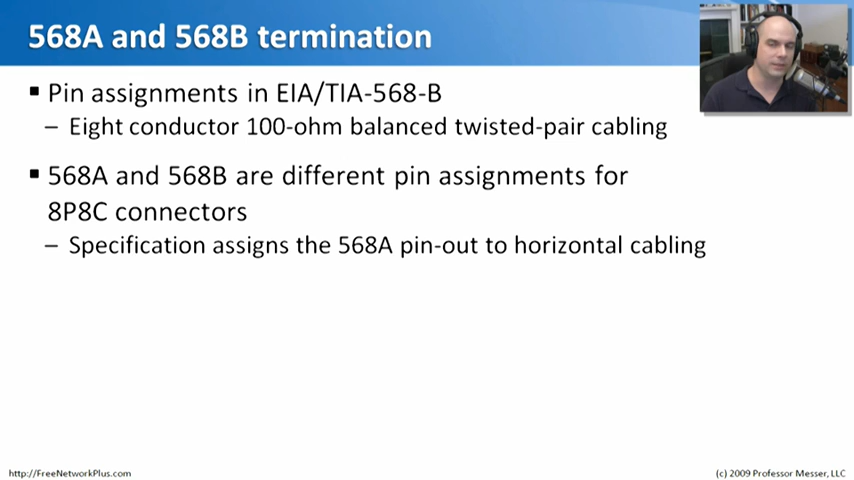 568A and 568B termination
▪ Pin assignments in EIA/TIA-568-B
– Eight conductor 100-ohm balanced twisted-pair cabling
▪ 568A and 568B are different pin assignments for
8P8C connectors
– Specification assigns the 568A pin-out to horizontal cabling
http://FreeNetworkPlus.com
(c) 2009 Professor Messer, LLC